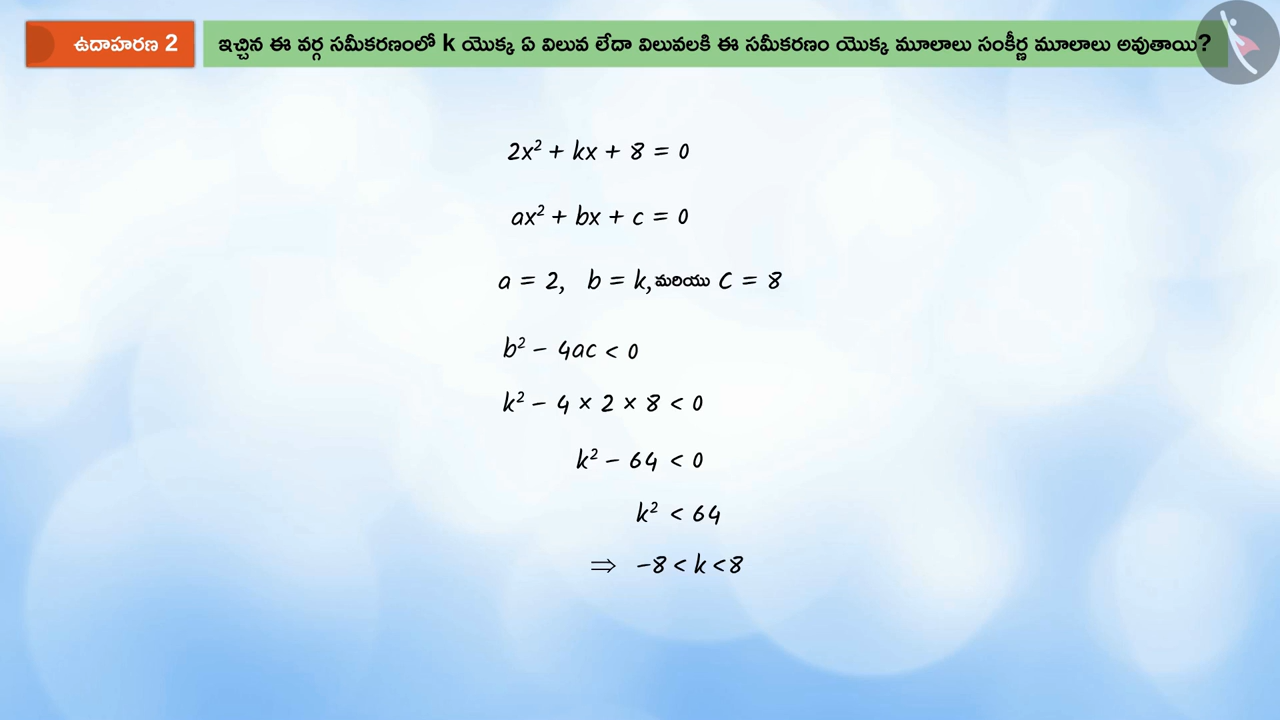 ఉదాహరణ 2
ఇచ్చిన ఈ వర్గ సమీకరణంలో k యొక్క ఏ విలువ లేదా విలువలకి ఈ సమీకరణం యొక్క మూలాలు సంకీర్ణ మూలాలు అవుతాయి?
2x² + kx + 8 = 0
ax² + bx + c = 0
a = 2, b = k, మరియు C = 8
b² − 4ac < 0
k² − 4 × 2 × 8 < 0
k² − 64 < 0
k² < 64
⇒ −8 < k < 8